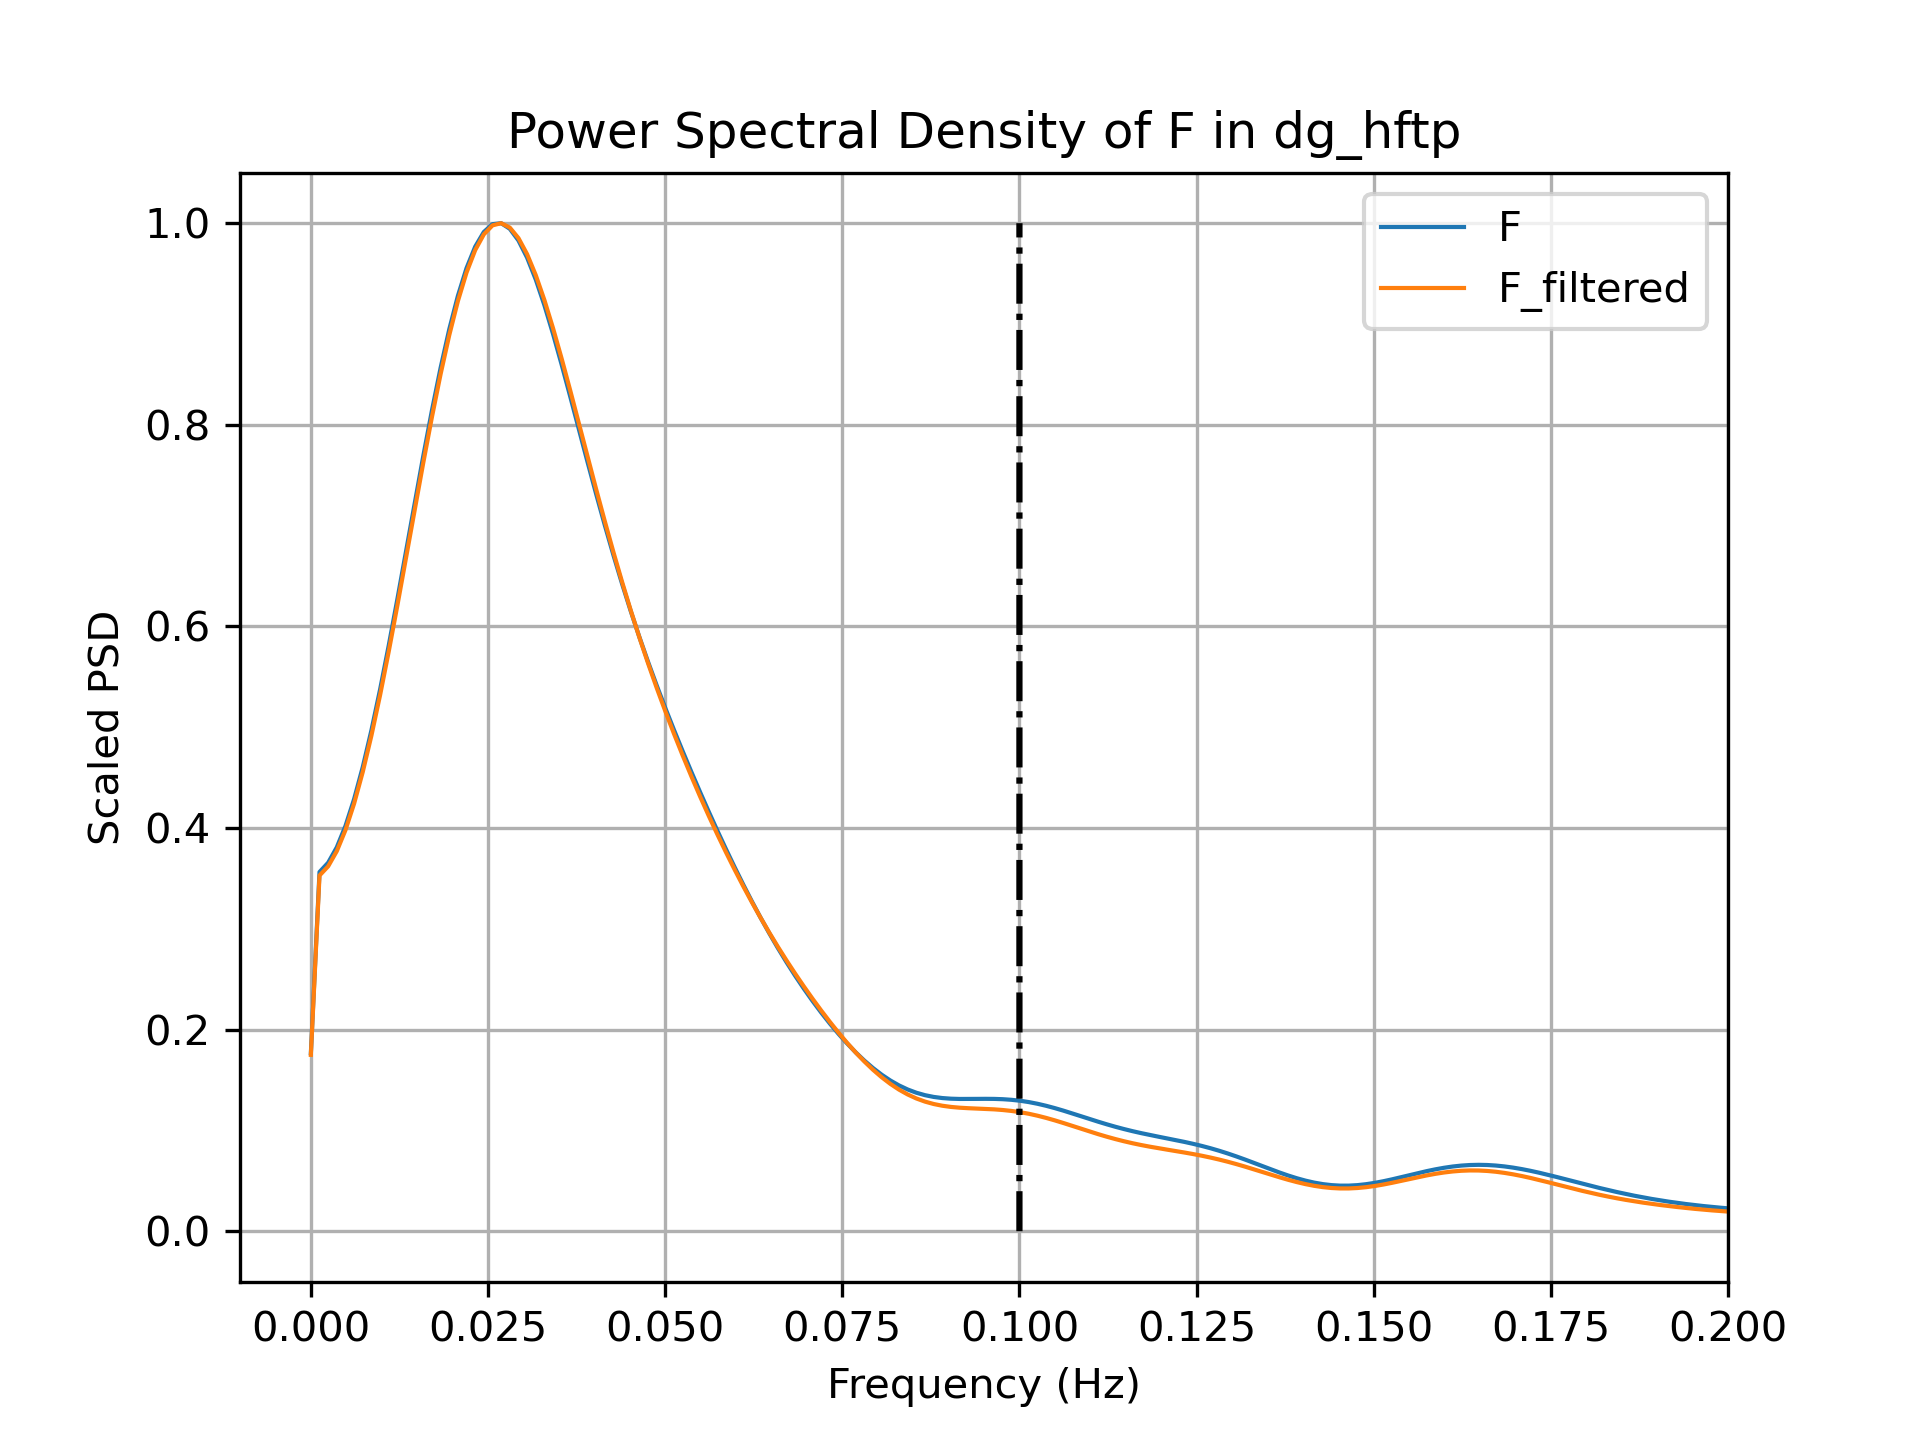 Power Spectral Density of F in dg_hftp
F
F_filtered
1.0
0.8
0.6
0.4
0.2
0.0
Scaled PSD
0.000 0.025 0.050 0.075 0.100 0.125 0.150 0.175 0.200
Frequency (Hz)